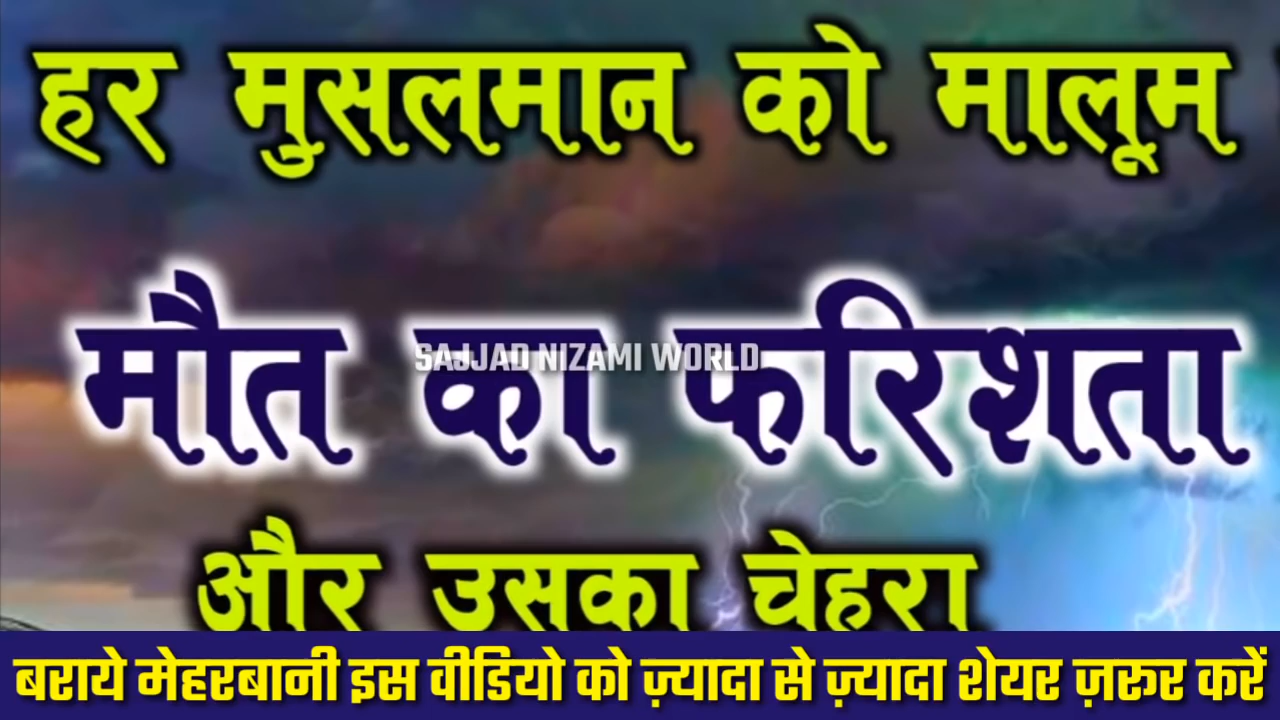 हर मुसलमान को मालूम
मौत का फरिशता
SAJJAD NIZAMI WORLD
और उसका चेहरा
बराये मेहरबानी इस वीडियो को ज़्यादा से ज़्यादा शेयर ज़रूर करें